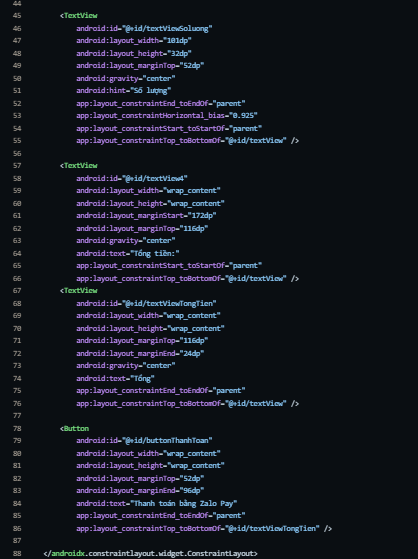 44
45 <TextView
46 android:id="@+id/textViewSoluong"
47 android:layout_width="101dp"
48 android:layout_height="32dp"
49 android:layout_marginTop="52dp"
50 android:gravity="center"
51 android:hint="Số lượng"
52 app:layout_constraintEnd_toEndOf="parent"
53 app:layout_constraintHorizontal_bias="0.925"
54 app:layout_constraintStart_toStartOf="parent"
55 app:layout_constraintTop_toBottomOf="@+id/textView" />
56
57 <TextView
58 android:id="@+id/textView4"
59 android:layout_width="wrap_content"
60 android:layout_height="wrap_content"
61 android:layout_marginStart="172dp"
62 android:layout_marginTop="116dp"
63 android:gravity="center"
64 android:text="Tổng tiền:"
65 app:layout_constraintStart_toStartOf="parent"
66 app:layout_constraintTop_toBottomOf="@+id/textView" />
67 <TextView
68 android:id="@+id/textViewTongTien"
69 android:layout_width="wrap_content"
70 android:layout_height="wrap_content"
71 android:layout_marginTop="116dp"
72 android:layout_marginEnd="24dp"
73 android:gravity="center"
74 android:text="Tổng"
75 app:layout_constraintEnd_toEndOf="parent"
76 app:layout_constraintTop_toBottomOf="@+id/textView" />
77
78 <Button
79 android:id="@+id/buttonThanhToan"
80 android:layout_width="wrap_content"
81 android:layout_height="wrap_content"
82 android:layout_marginTop="52dp"
83 android:layout_marginEnd="96dp"
84 android:text="Thanh toán bằng Zalo Pay"
85 app:layout_constraintEnd_toEndOf="parent"
86 app:layout_constraintTop_toBottomOf="@+id/textViewTongTien" />
87
88 </androidx.constraintlayout.widget.ConstraintLayout>